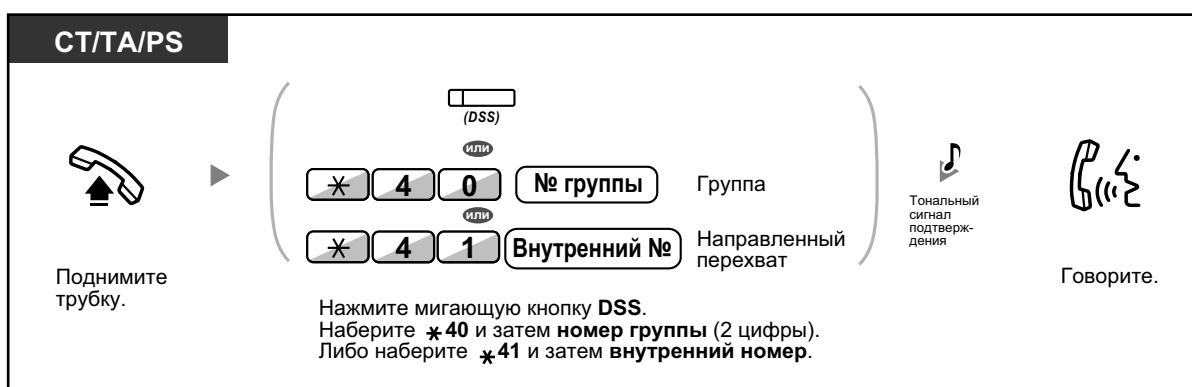 CT/TA/PS
(DSS)
или
* 4 0 № группы Группа
или
* 4 1 Внутренний № Направленный
перехват
Тональный
сигнал
подтверж-
дения
Поднимите
трубку.
Говорите.
Нажмите мигающую кнопку DSS.
Наберите *40 и затем номер группы (2 цифры).
Либо наберите *41 и затем внутренний номер.